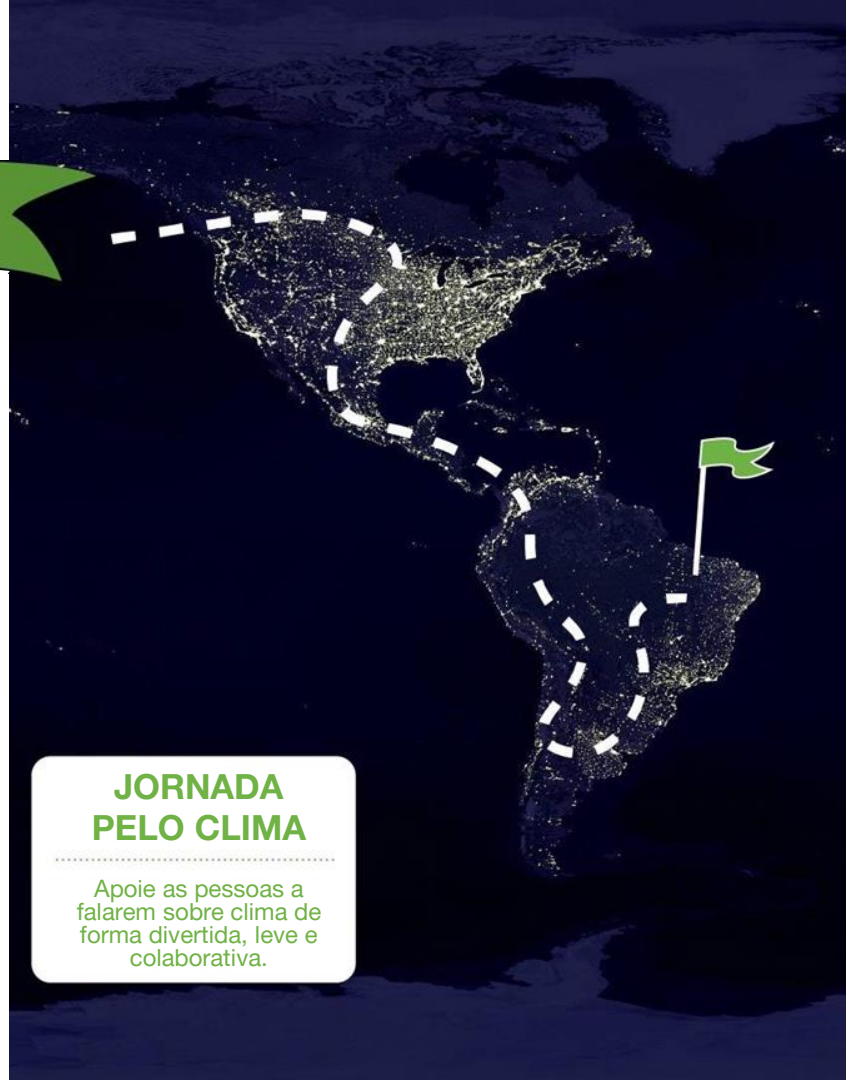 JORNADA
PELO CLIMA
Apoie as pessoas a
falarem sobre clima de
forma divertida, leve e
colaborativa.